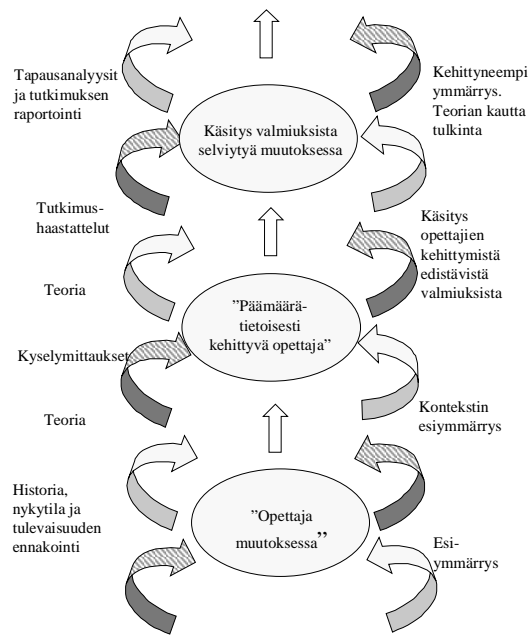 Tapausanalyysit
ja tutkimuksen
raportointi
Kehittyneempi
ymmärrys.
Teorian kautta
tulkinta
Käsitys valmiuksista
selviytyä muutoksessa
Tutkimus-
haastattelut
Käsitys
opettajien
kehittymistä
edistävistä
valmiuksista
Teoria
”Päämäärä-
tietoisesti
kehittyvä opettaja”
Kyselymittaukset
Teoria
Kontekstin
esiymmärrys
Historia,
nykytila ja
tulevaisuuden
ennakointi
”Opettaja
muutoksessa”
Esi-
ymmärrys